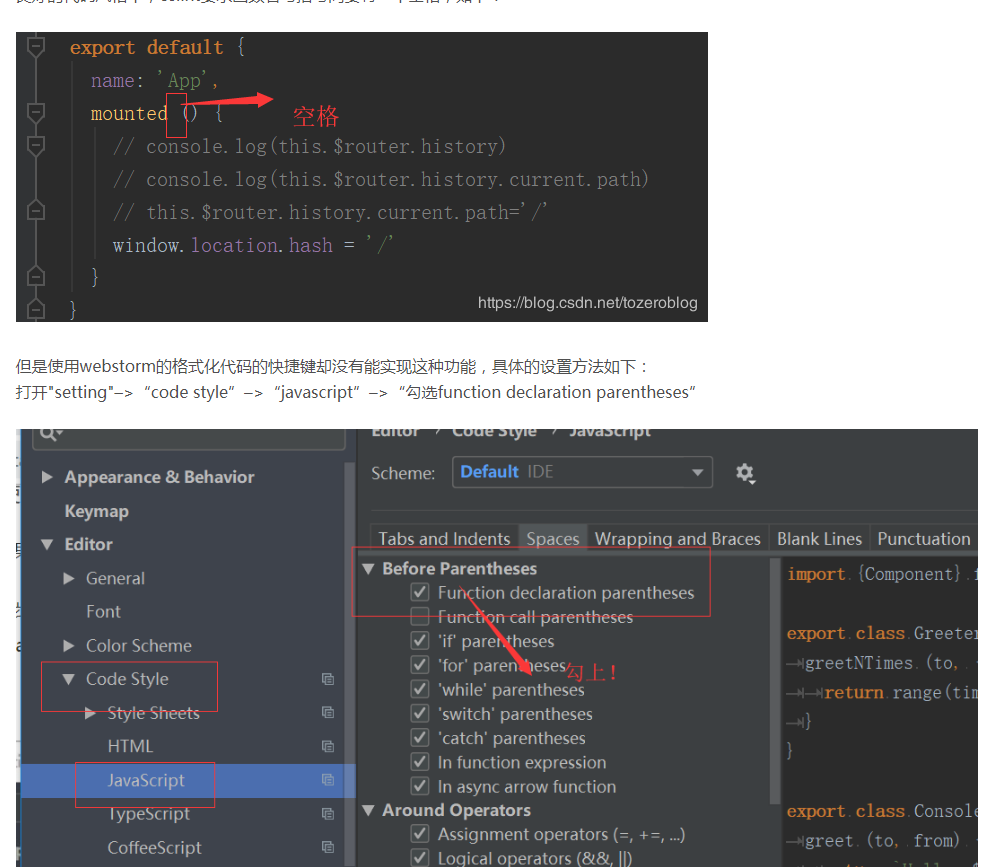 export default {
name: 'App',
mounted () {
空格
// console.log(this.$router.history)
// console.log(this.$router.history.current.path)
// this.$router.history.current.path='/'
window.location.hash = '/'
}
}
https://blog.csdn.net/tozeroblog
但是使用webstorm的格式化代码的快捷键却没有能实现这种功能，具体的设置方法如下：
打开"setting"–>“code style”–>“javascript”–>“勾选function declaration parentheses“
Editor › Code Style › JavaScript
Appearance & Behavior
Keymap
Editor
General
Font
Color Scheme
Code Style
Style Sheets
HTML
JavaScript
TypeScript
CoffeeScript
Scheme: Default IDE
Tabs and Indents Spaces Wrapping and Braces Blank Lines Punctuation
Before Parentheses
Function declaration parentheses
Function call parentheses
'if' parentheses
'for' parentheses
勾上！
'while' parentheses
'switch' parentheses
'catch' parentheses
In function expression
In async arrow function
Around Operators
Assignment operators (=, +=, ...)
Logical operators (&&, ||)
import {Component}
export class Greeter
greetNTimes (to,
return range(tim
}
}
export class Console
greet (to, from)